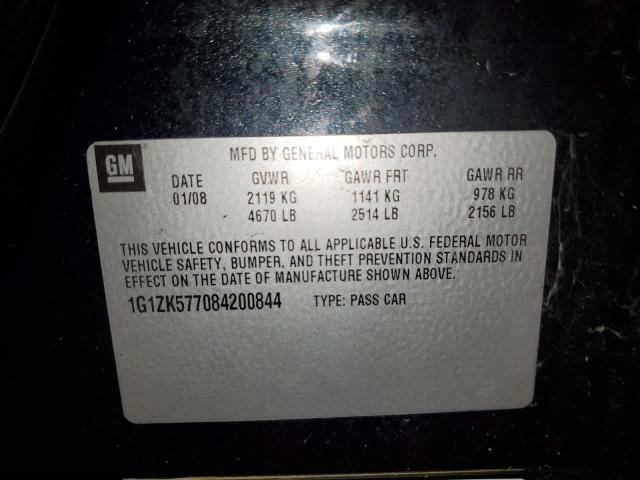 GM
MFD BY GENERAL MOTORS CORP.
DATE GVWR GAWR FRT GAWR RR
01/08 2119 KG 1141 KG 978 KG
4670 LB 2514 LB 2156 LB
THIS VEHICLE CONFORMS TO ALL APPLICABLE U.S. FEDERAL MOTOR
VEHICLE SAFETY, BUMPER, AND THEFT PREVENTION STANDARDS IN
EFFECT ON THE DATE OF MANUFACTURE SHOWN ABOVE.
1G1ZK577084200844 TYPE: PASS CAR